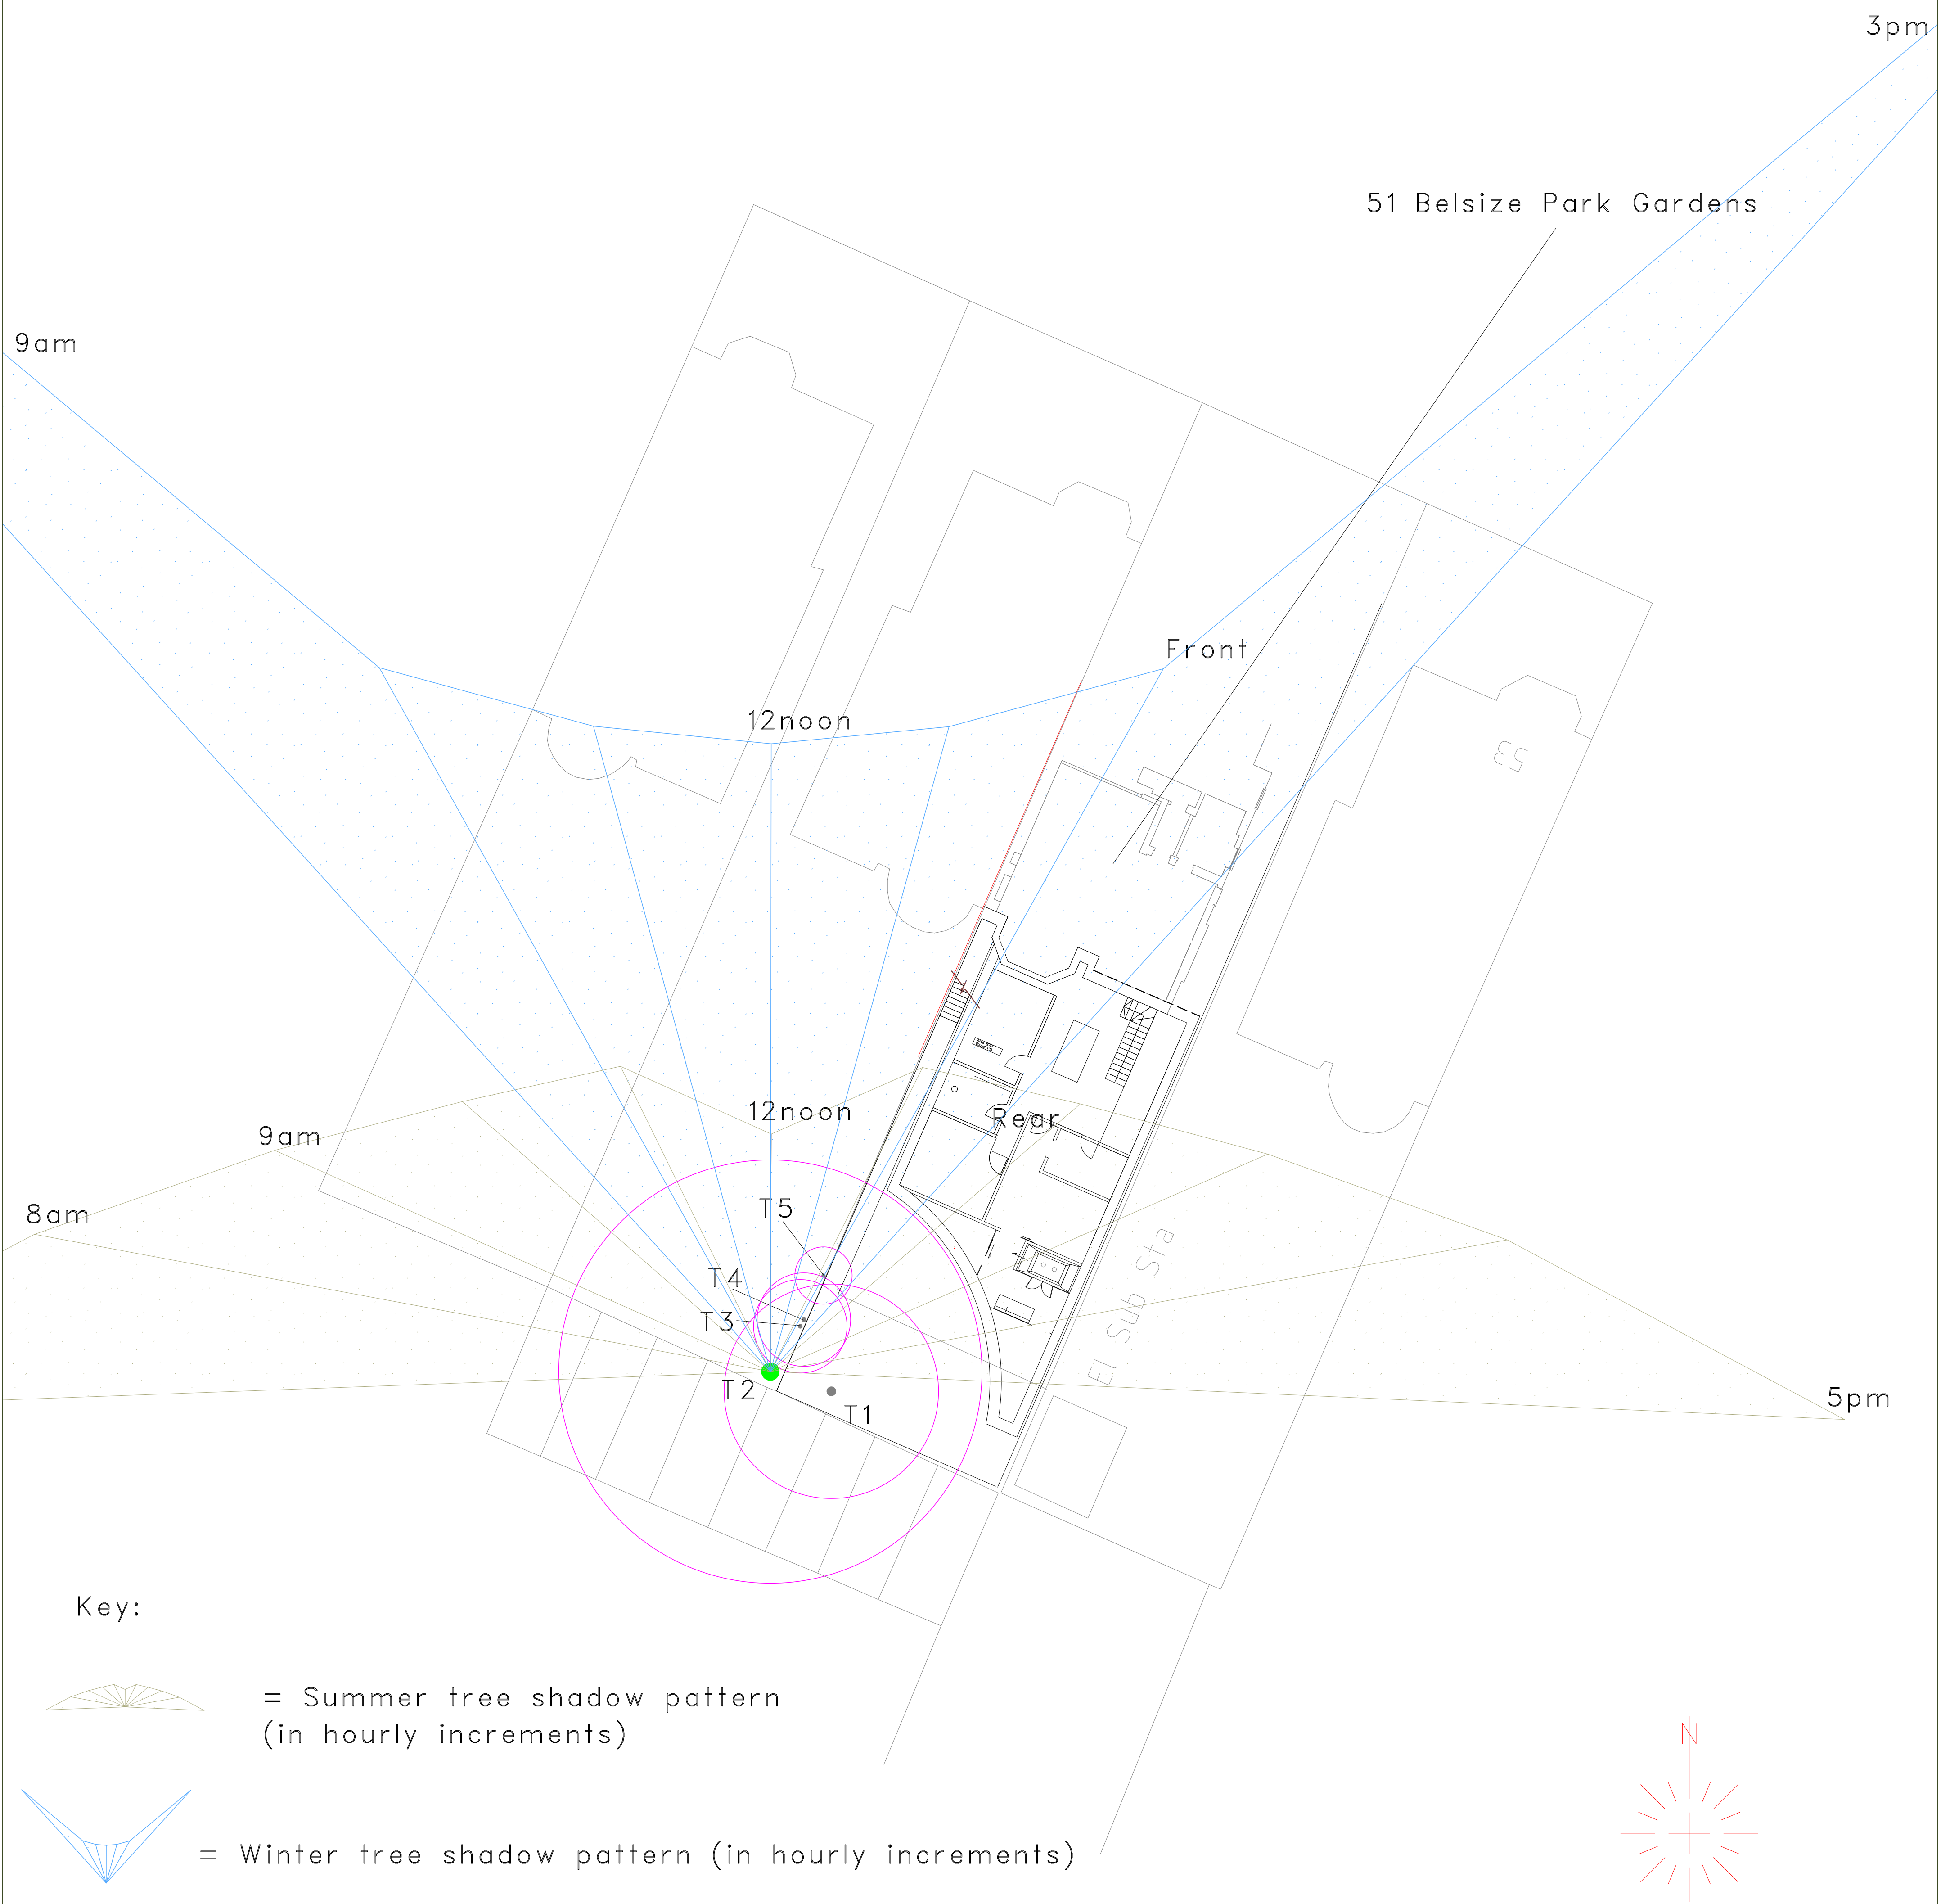 3pm
51 Belsize Park Gardens
9am
Front
12noon
12noon
Rear
9am
8am
T5
T4
T3
T2
T1
5pm
El Sub Sta
Key:
= Summer tree shadow pattern
(in hourly increments)
= Winter tree shadow pattern (in hourly increments)
N